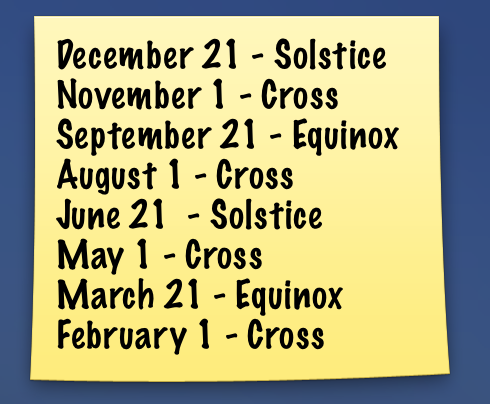 December 21 - Solstice
November 1 - Cross
September 21 - Equinox
August 1 - Cross
June 21 - Solstice
May 1 - Cross
March 21 - Equinox
February 1 - Cross